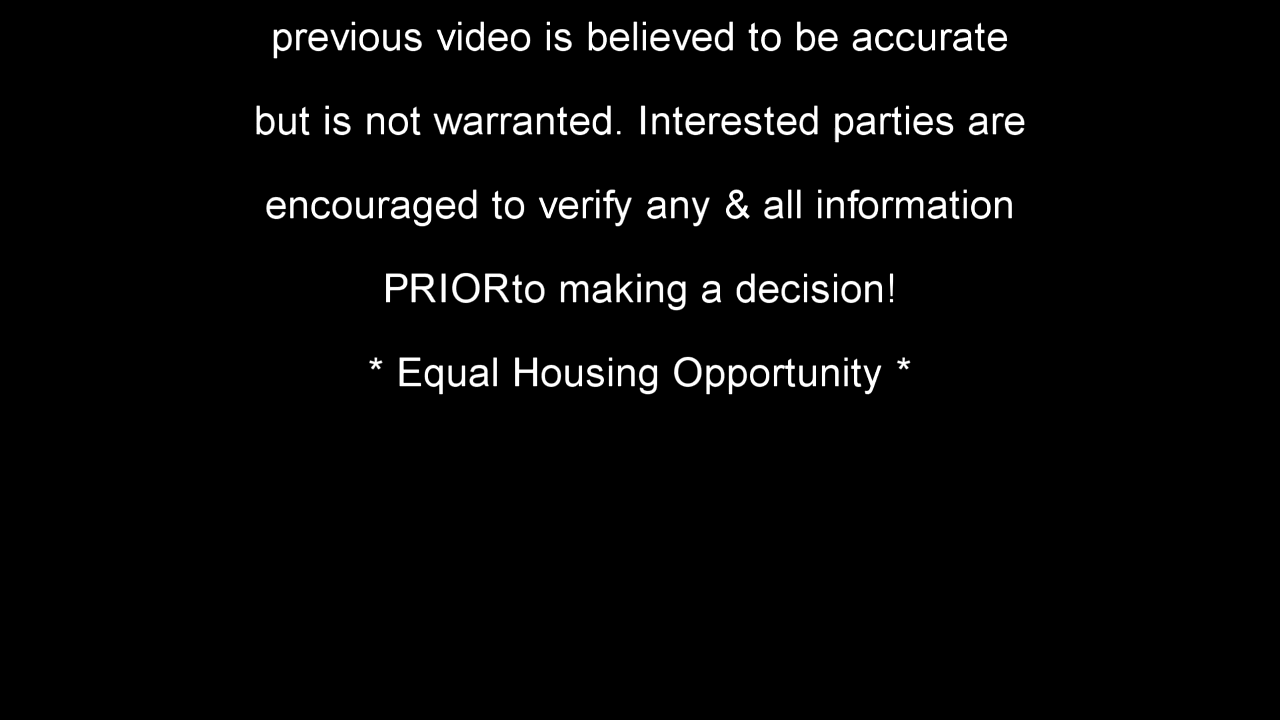 previous video is believed to be accurate
but is not warranted. Interested parties are
encouraged to verify any & all information
PRIORto making a decision!
* Equal Housing Opportunity *